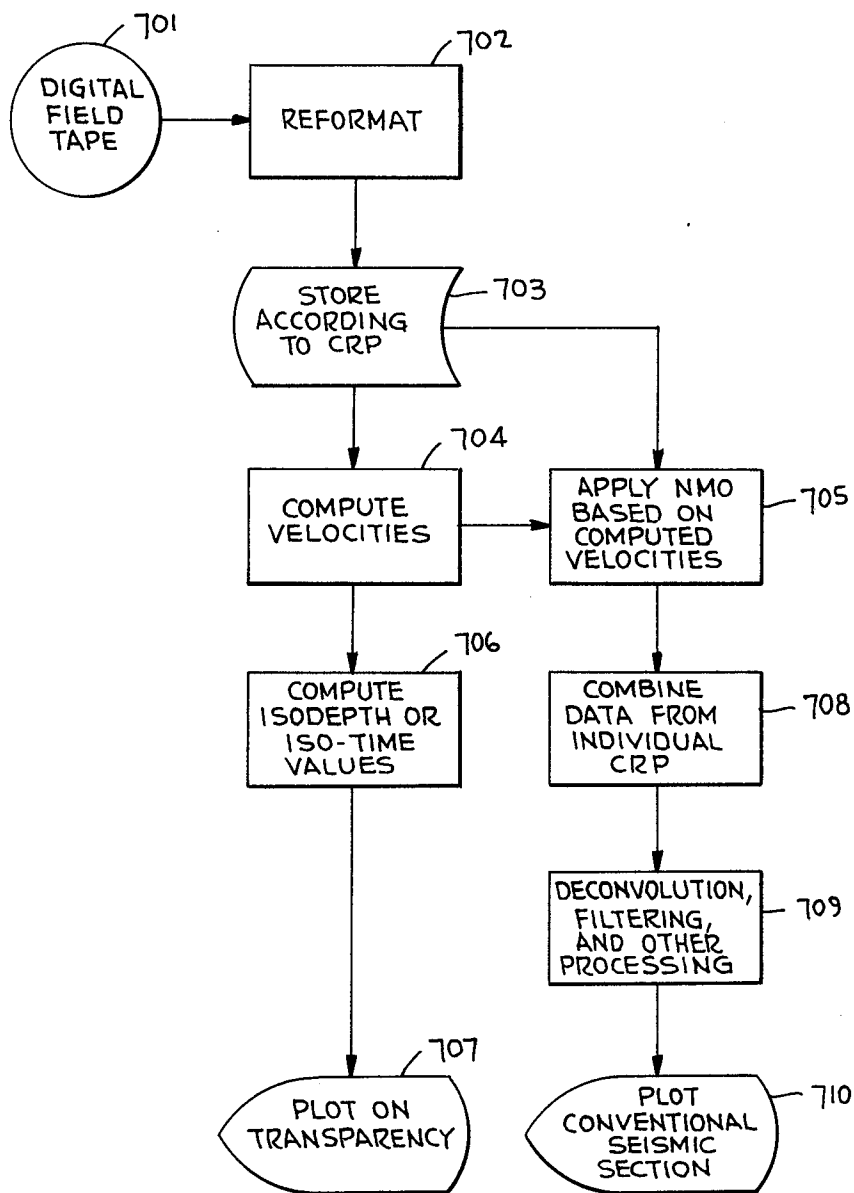 701
DIGITAL
FIELD
TAPE
702
REFORMAT
703
STORE
ACCORDING
TO CRP
704
COMPUTE
VELOCITIES
705
APPLY NMO
BASED ON
COMPUTED
VELOCITIES
706
COMPUTE
ISODEPTH OR
ISO-TIME
VALUES
708
COMBINE
DATA FROM
INDIVIDUAL
CRP
709
DECONVOLUTION,
FILTERING,
AND OTHER
PROCESSING
707
PLOT ON
TRANSPARENCY
710
PLOT
CONVENTIONAL
SEISMIC
SECTION